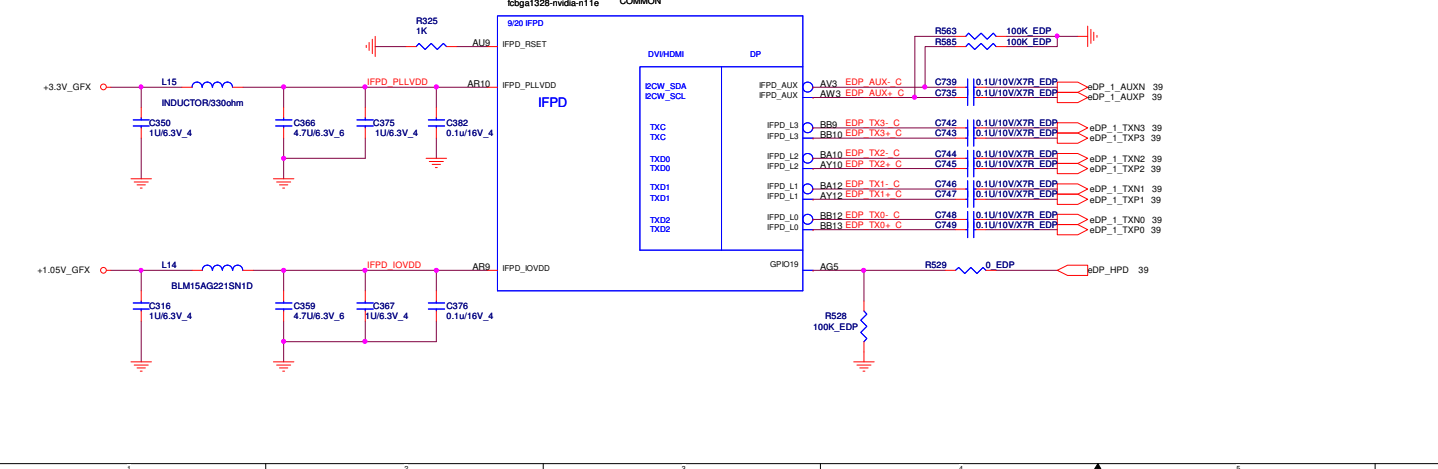 fcbga1328-nvidia-n11e COMMON
9/20 IFPD
R325
1K
AU9 IFPD_RSET
DVI/HDMI DP
R563 100K_EDP
R585 100K_EDP
+3.3V_GFX L15 IFPD_PLLVDD AR10 IFPD_PLLVDD
INDUCTOR/330ohm
IFPD
C350
1U/6.3V_4
C366
4.7U/6.3V_6
C375
1U/6.3V_4
C382
0.1u/16V_4
I2CW_SDA IFPD_AUX AV3 EDP_AUX-_C C739 0.1U/10V/X7R_EDP eDP_1_AUXN 39
I2CW_SCL IFPD_AUX AW3 EDP_AUX+_C C735 0.1U/10V/X7R_EDP eDP_1_AUXP 39
TXC IFPD_L3 BB9 EDP_TX3-_C C742 0.1U/10V/X7R_EDP eDP_1_TXN3 39
TXC IFPD_L3 BB10 EDP_TX3+_C C743 0.1U/10V/X7R_EDP eDP_1_TXP3 39
TXD0 IFPD_L2 BA10 EDP_TX2-_C C744 0.1U/10V/X7R_EDP eDP_1_TXN2 39
TXD0 IFPD_L2 AY10 EDP_TX2+_C C745 0.1U/10V/X7R_EDP eDP_1_TXP2 39
TXD1 IFPD_L1 BA12 EDP_TX1-_C C746 0.1U/10V/X7R_EDP eDP_1_TXN1 39
TXD1 IFPD_L1 AY12 EDP_TX1+_C C747 0.1U/10V/X7R_EDP eDP_1_TXP1 39
TXD2 IFPD_L0 BB12 EDP_TX0-_C C748 0.1U/10V/X7R_EDP eDP_1_TXN0 39
TXD2 IFPD_L0 BB13 EDP_TX0+_C C749 0.1U/10V/X7R_EDP eDP_1_TXP0 39
+1.05V_GFX L14 IFPD_IOVDD AR9 IFPD_IOVDD
BLM15AG221SN1D
GPIO19 AG5 R529 0_EDP eDP_HPD 39
C316
1U/6.3V_4
C359
4.7U/6.3V_6
C367
1U/6.3V_4
C376
0.1u/16V_4
R528
100K_EDP